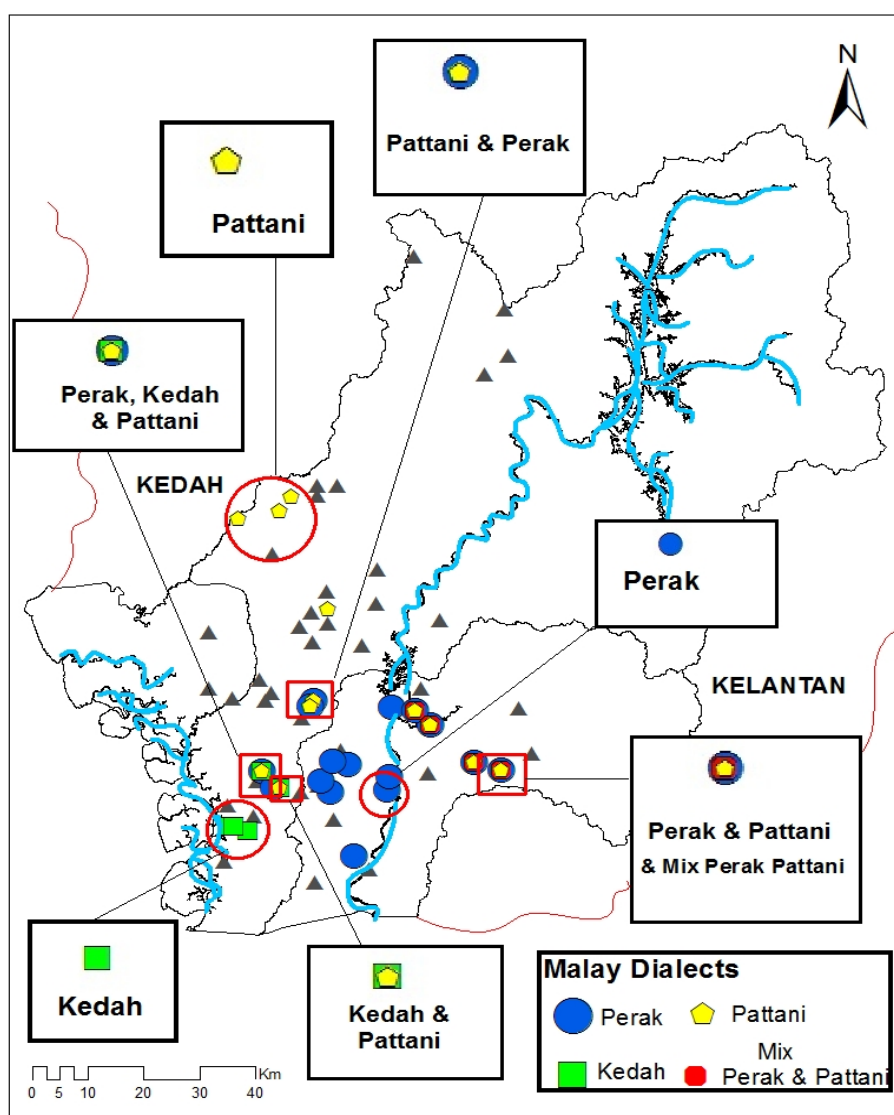 N
Pattani & Perak
Pattani
Perak, Kedah
& Pattani
KEDAH
Perak
KELANTAN
Perak & Pattani
& Mix Perak Pattani
Kedah
Kedah &
Pattani
Malay Dialects
Perak
Pattani
Kedah
Mix
Perak & Pattani
Km
0 5 10 20 30 40